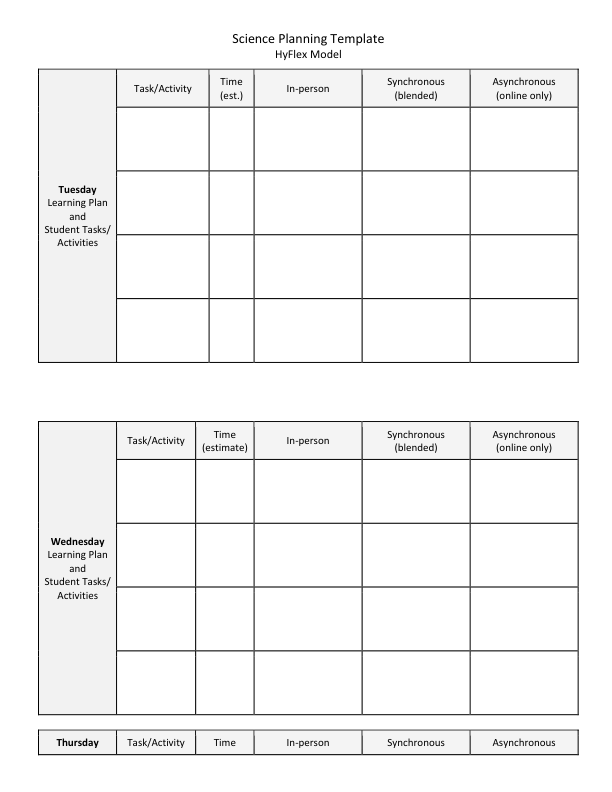 Science Planning Template
HyFlex Model
Task/Activity
Time
(est.)
In-person
Synchronous
(blended)
Asynchronous
(online only)
Tuesday
Learning Plan
and
Student Tasks/
Activities
Task/Activity
Time
(estimate)
In-person
Synchronous
(blended)
Asynchronous
(online only)
Wednesday
Learning Plan
and
Student Tasks/
Activities
Thursday
Task/Activity
Time
In-person
Synchronous
Asynchronous